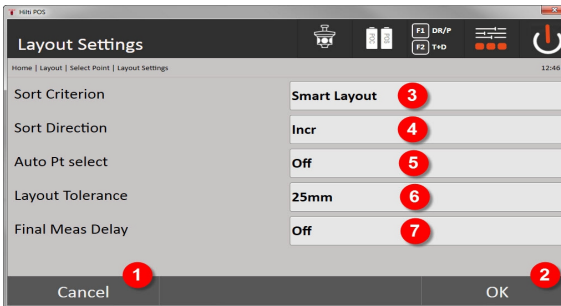 Hilti POS
Layout Settings
POC
POS
F1 DR/P
F2 T+D
Home | Layout | Select Point | Layout Settings
12:46
Sort Criterion
Smart Layout
3
Sort Direction
Incr
4
Auto Pt select
Off
5
Layout Tolerance
25mm
6
Final Meas Delay
Off
7
1
2
Cancel
OK